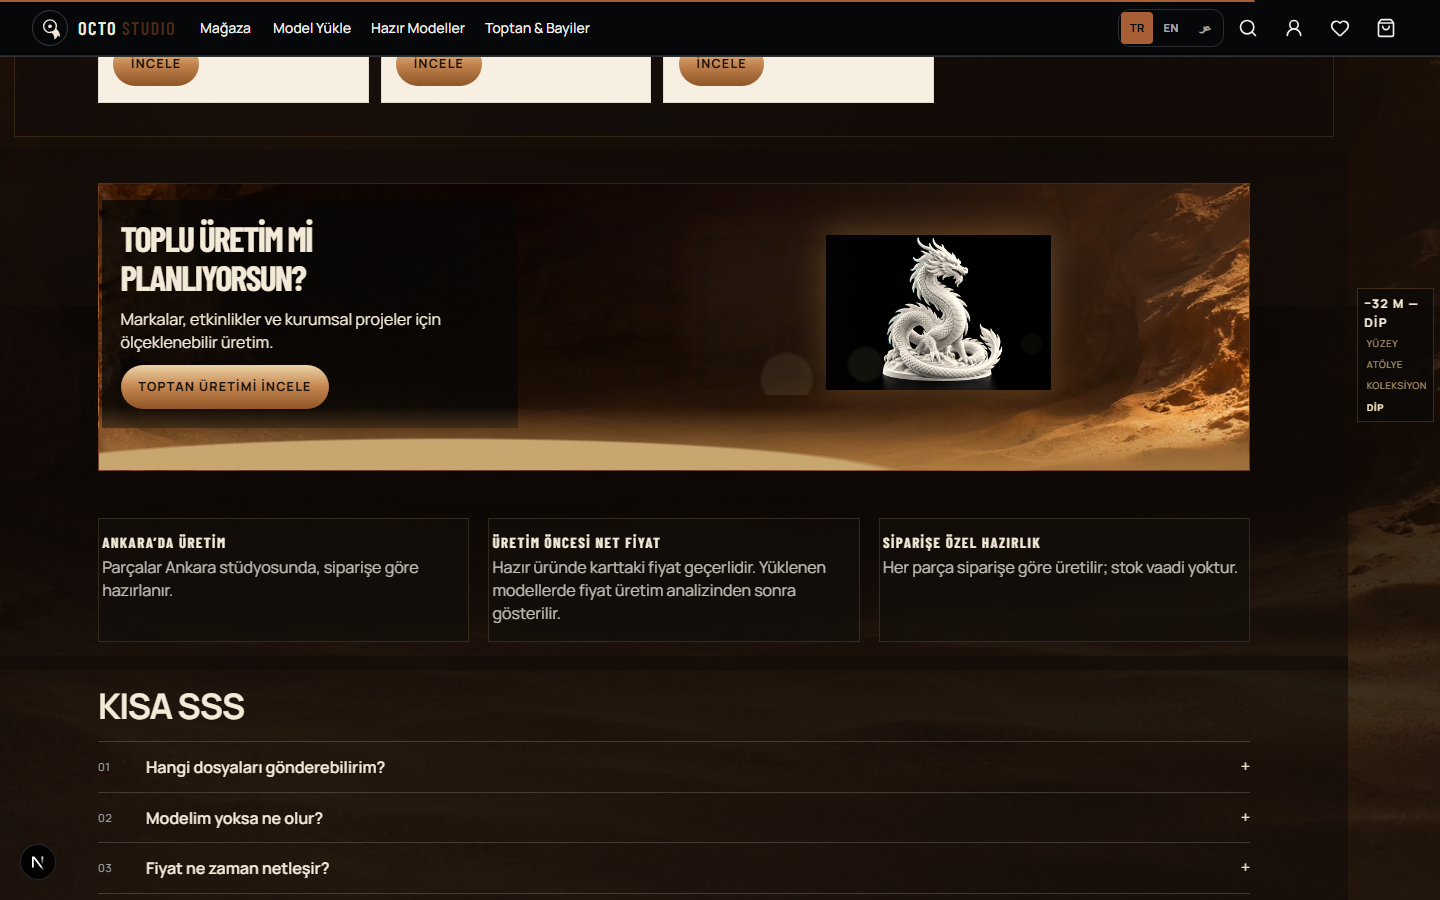 OCTO STUDIO
Mağaza
Model Yükle
Hazır Modeller
Toptan & Bayiler
TR
EN
İNCELE
İNCELE
İNCELE
TOPLU ÜRETİM Mİ
PLANLIYORSUN?
Markalar, etkinlikler ve kurumsal projeler için
ölçeklenebilir üretim.
TOPTAN ÜRETİMİ İNCELE
−32 M —
DİP
YÜZEY
ATÖLYE
KOLEKSİYON
DİP
ANKARA'DA ÜRETİM
Parçalar Ankara stüdyosunda, siparişe göre
hazırlanır.
ÜRETİM ÖNCESİ NET FİYAT
Hazır üründe karttaki fiyat geçerlidir. Yüklenen
modellerde fiyat üretim analizinden sonra
gösterilir.
SİPARİŞE ÖZEL HAZIRLIK
Her parça siparişe göre üretilir; stok vaadi yoktur.
KISA SSS
01 Hangi dosyaları gönderebilirim? +
02 Modelim yoksa ne olur? +
03 Fiyat ne zaman netleşir? +
N